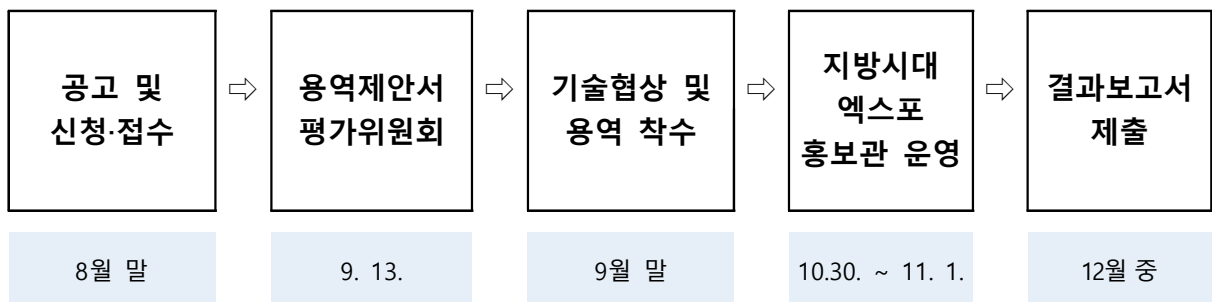 공고 및
신청·접수
⇨
용역제안서
평가위원회
⇨
기술협상 및
용역 착수
⇨
지방시대
엑스포
홍보관 운영
⇨
결과보고서
제출
8월 말
9. 13.
9월 말
10.30. ~ 11. 1.
12월 중